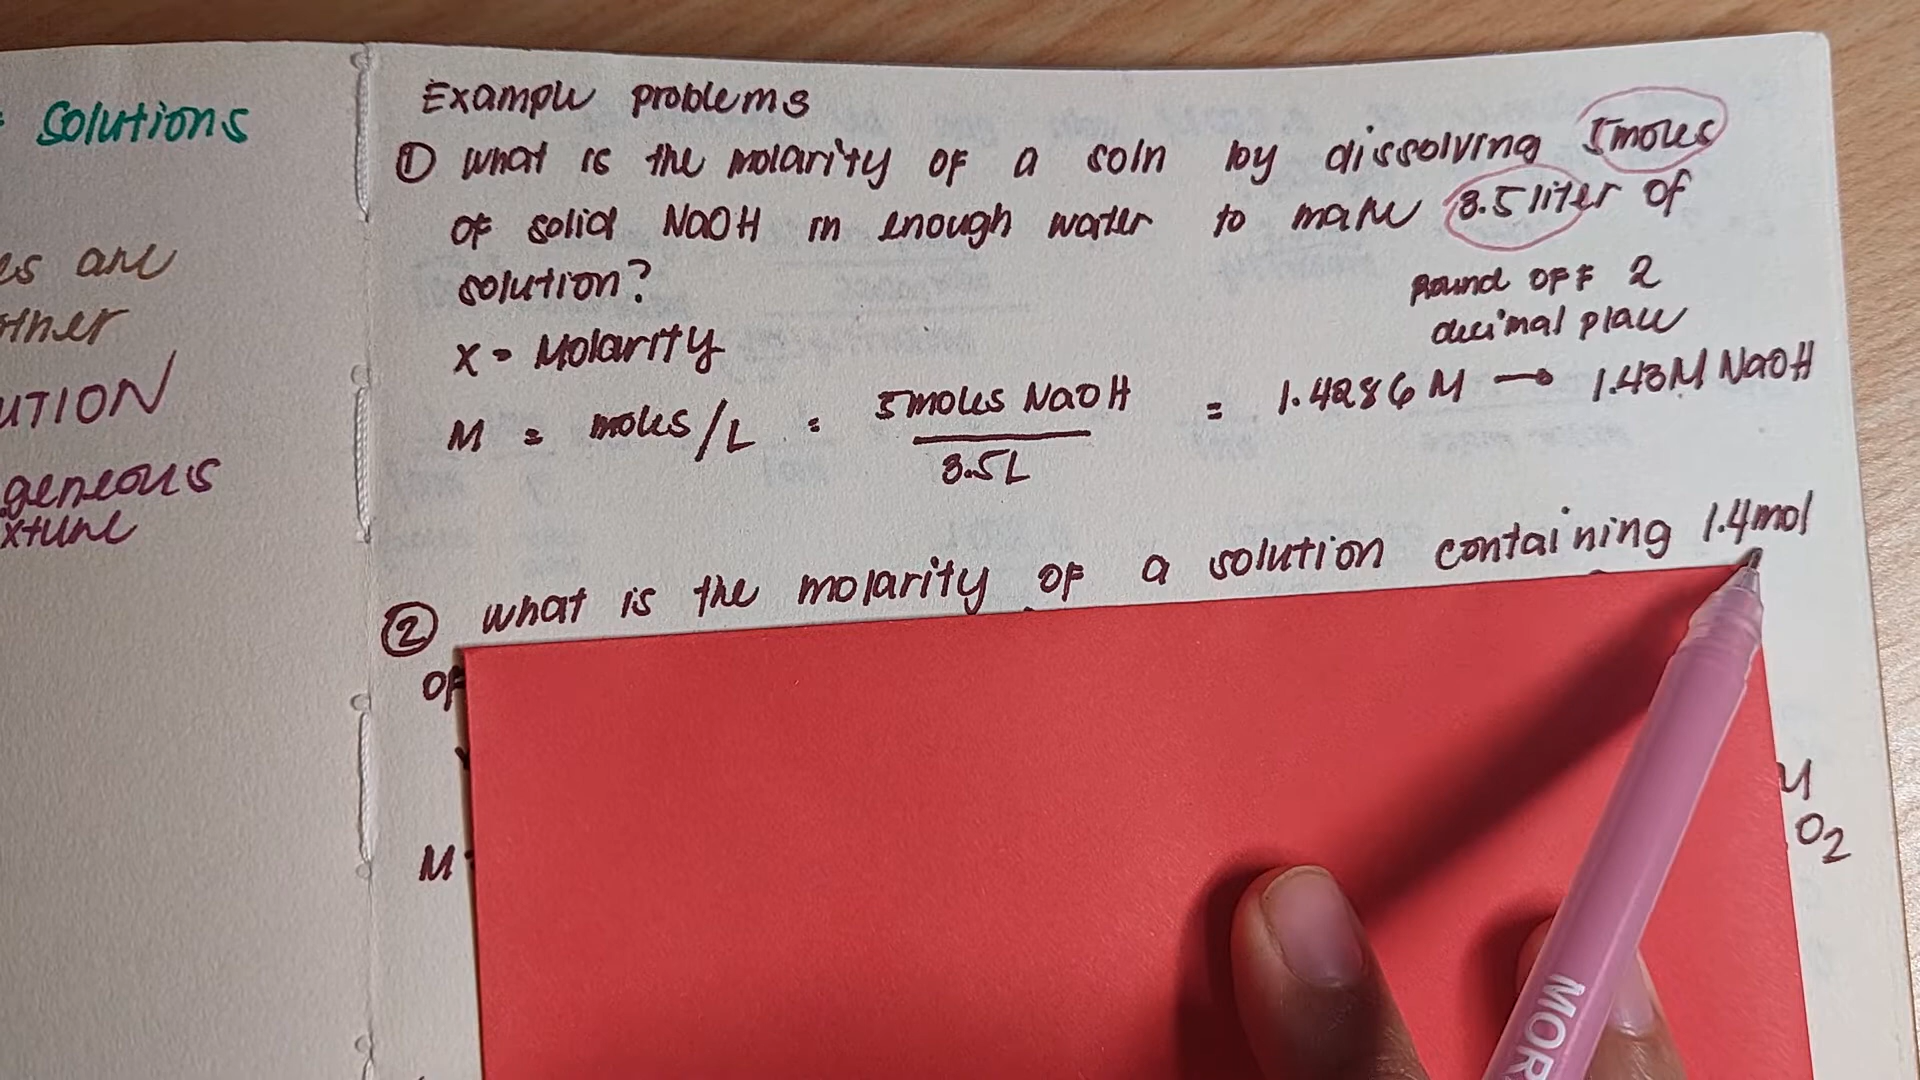 Solutions
es are
other
UTION
geneous
xture
Example problems
① What is the molarity of a soln by dissolving 5moles
of solid NaOH in enough water to make 3.5 liter of
solution?
Round off 2
decimal place
x = Molarity
M = moles/L = 5moles NaOH = 1.4286 M → 1.43M NaOH
3.5L
② What is the molarity of a solution containing 1.4mol
OF
M
O2
MOR